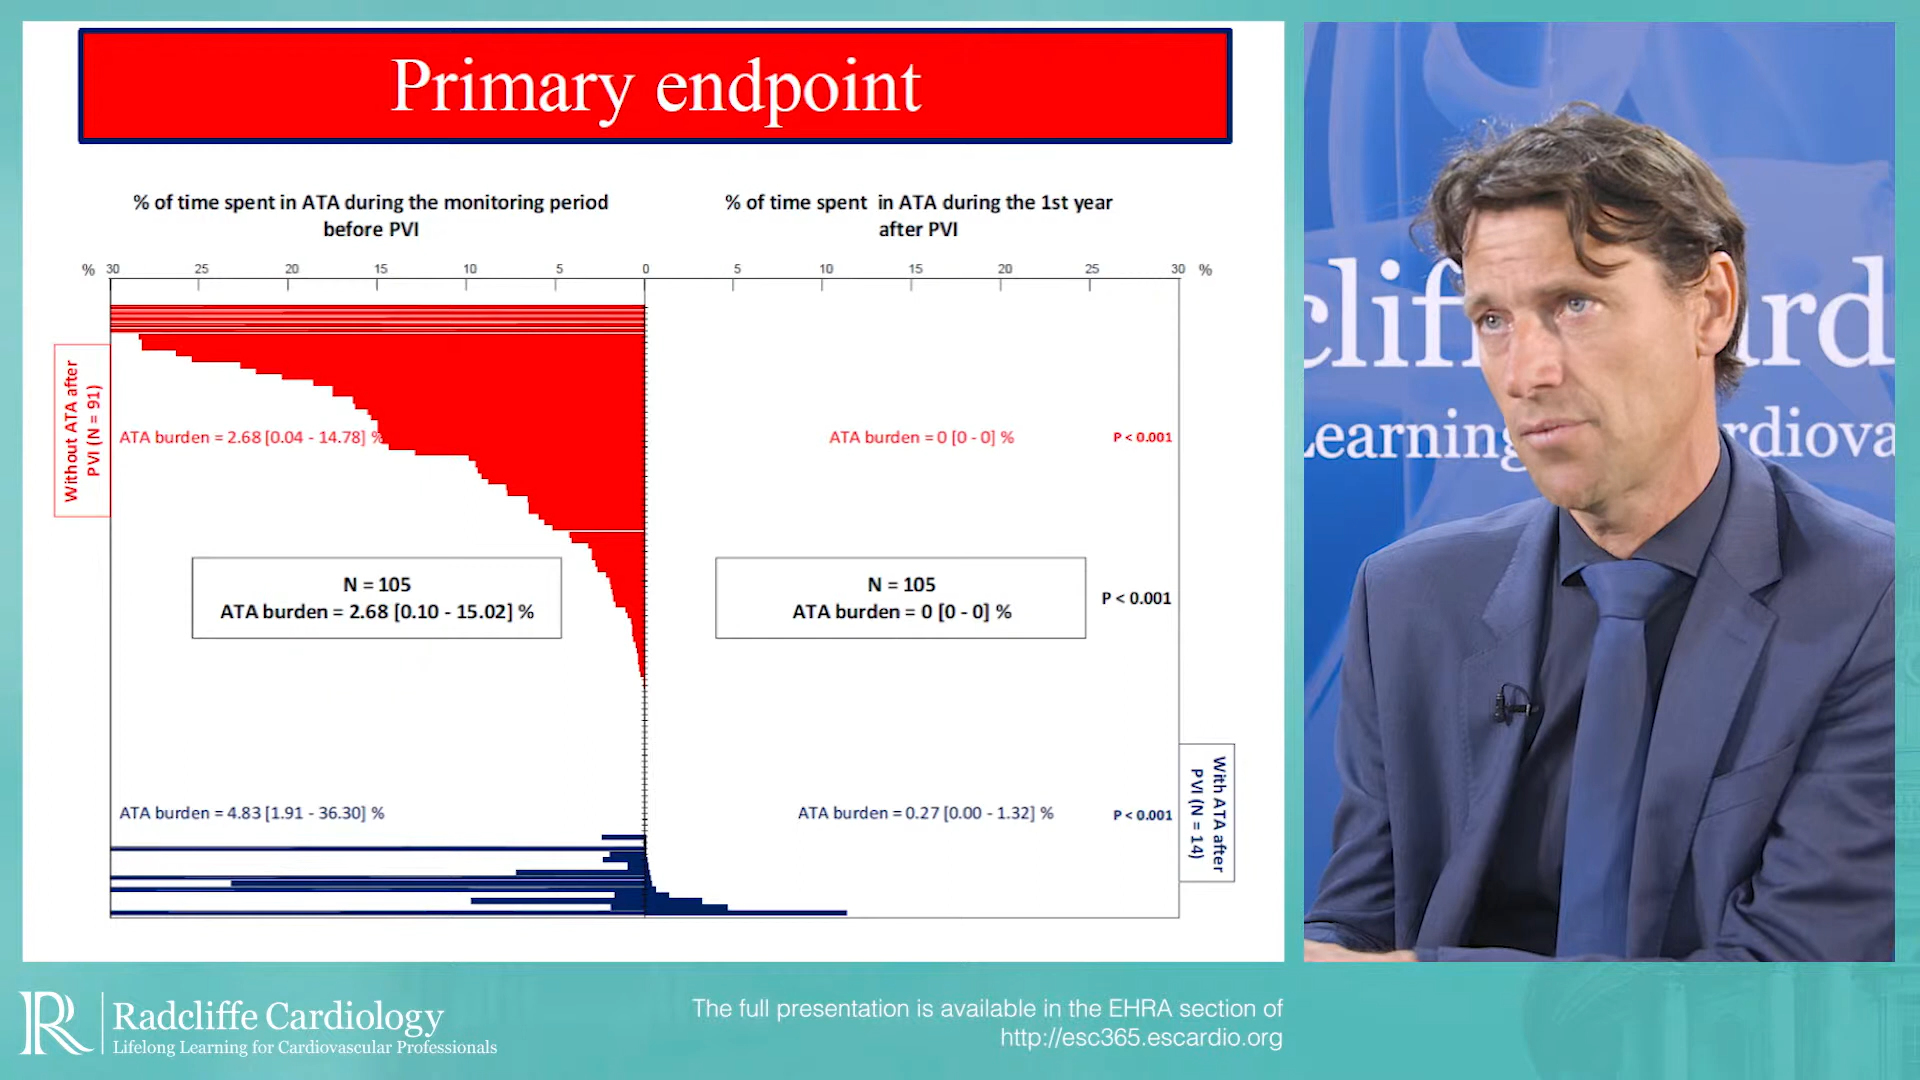 Primary endpoint
% of time spent in ATA during the monitoring period
before PVI
% of time spent in ATA during the 1st year
after PVI
% 30 25 20 15 10 5 0 5 10 15 20 25 30 %
Without ATA after
PVI (N = 91)
ATA burden = 2.68 [0.04 - 14.78] %
ATA burden = 0 [0 - 0] %
P < 0.001
N = 105
ATA burden = 2.68 [0.10 - 15.02] %
N = 105
ATA burden = 0 [0 - 0] %
P < 0.001
ATA burden = 4.83 [1.91 - 36.30] %
ATA burden = 0.27 [0.00 - 1.32] %
P < 0.001
With ATA after
PVI (N = 14)
cliff ard
Learning rdiova
R Radcliffe Cardiology
Lifelong Learning for Cardiovascular Professionals
The full presentation is available in the EHRA section of
http://esc365.escardio.org